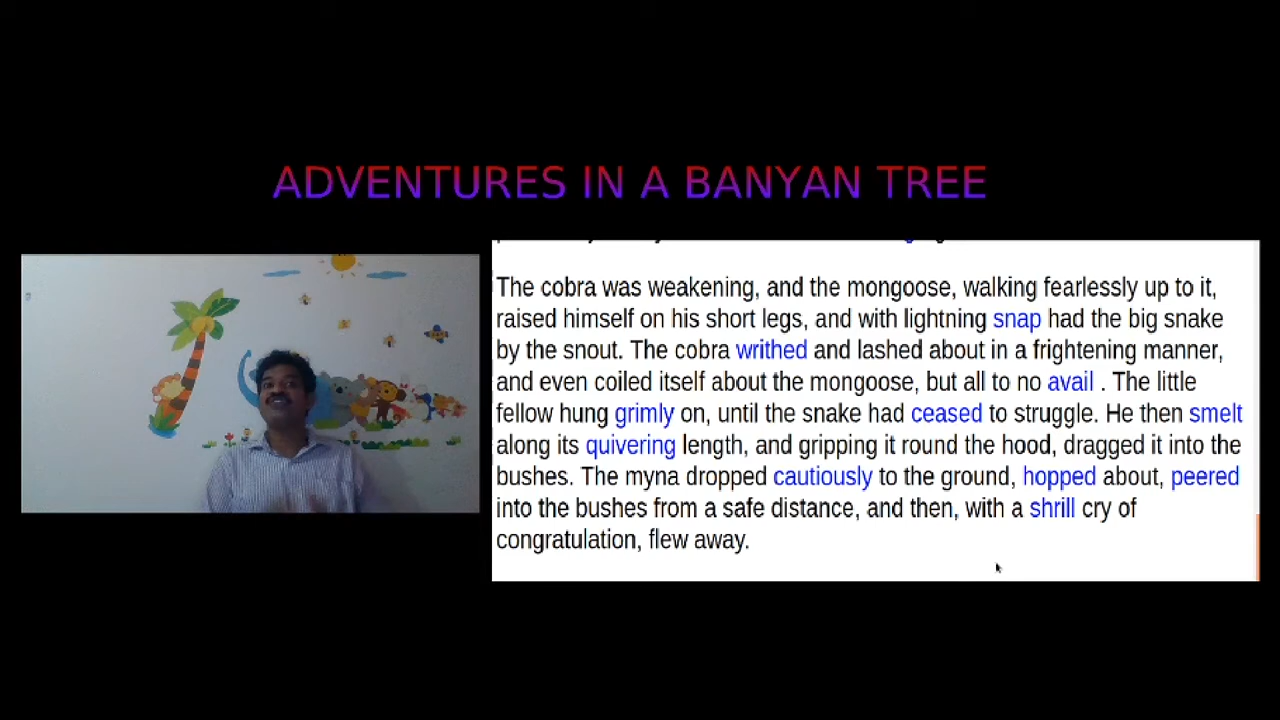 ADVENTURES IN A BANYAN TREE
The cobra was weakening, and the mongoose, walking fearlessly up to it,
raised himself on his short legs, and with lightning snap had the big snake
by the snout. The cobra writhed and lashed about in a frightening manner,
and even coiled itself about the mongoose, but all to no avail . The little
fellow hung grimly on, until the snake had ceased to struggle. He then smelt
along its quivering length, and gripping it round the hood, dragged it into the
bushes. The myna dropped cautiously to the ground, hopped about, peered
into the bushes from a safe distance, and then, with a shrill cry of
congratulation, flew away.